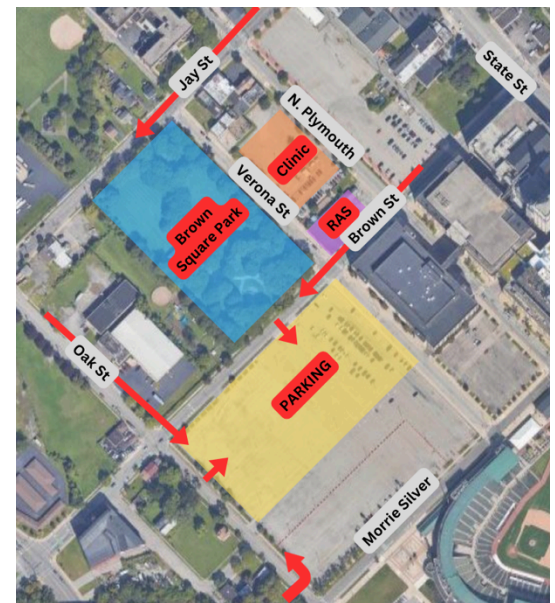 Jay St
State St
N. Plymouth
Clinic
Verona St
RAS
Brown St
Brown
Square Park
Oak St
PARKING
Morrie Silver